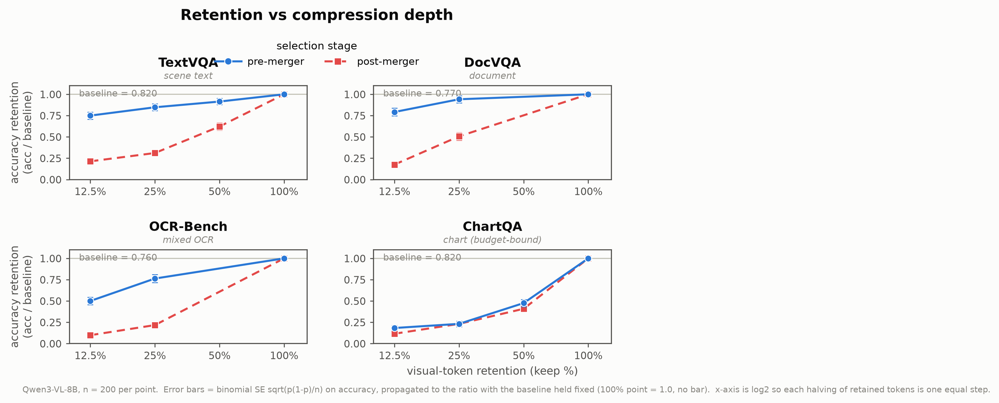 Retention vs compression depth
selection stage
pre-merger
post-merger
TextVQA
scene text
accuracy retention
(acc / baseline)
baseline = 0.820
1.00
0.75
0.50
0.25
0.00
12.5% 25% 50% 100%
DocVQA
document
baseline = 0.770
1.00
0.75
0.50
0.25
0.00
12.5% 25% 50% 100%
OCR-Bench
mixed OCR
accuracy retention
(acc / baseline)
baseline = 0.760
1.00
0.75
0.50
0.25
0.00
12.5% 25% 50% 100%
ChartQA
chart (budget-bound)
baseline = 0.820
1.00
0.75
0.50
0.25
0.00
12.5% 25% 50% 100%
visual-token retention (keep %)
Qwen3-VL-8B, n = 200 per point.  Error bars = binomial SE sqrt(p(1-p)/n) on accuracy, propagated to the ratio with the baseline held fixed (100% point = 1.0, no bar).  x-axis is log2 so each halving of retained tokens is one equal step.